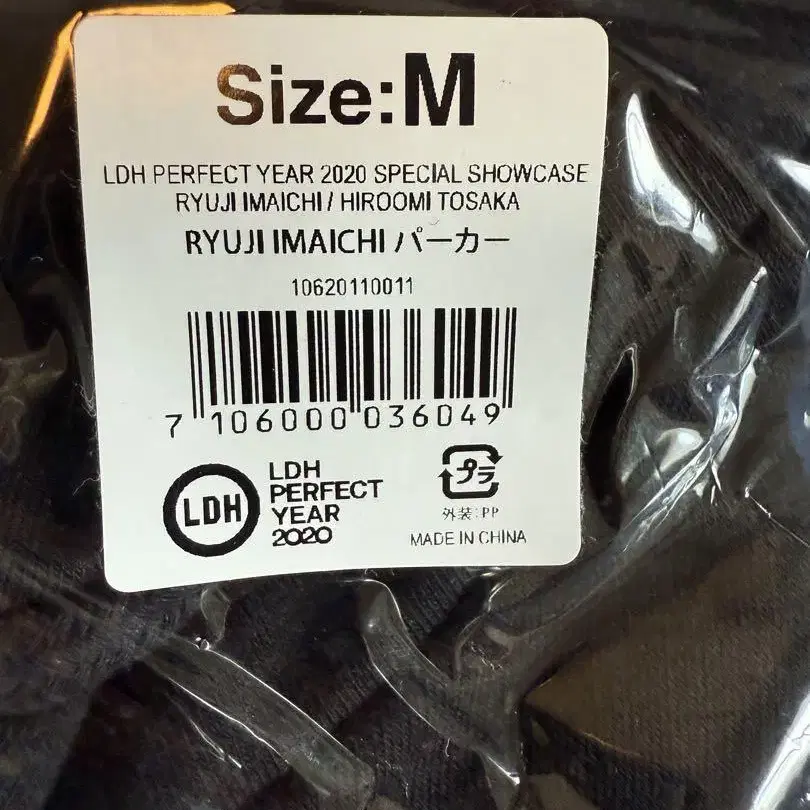 Size:M
LDH PERFECT YEAR 2020 SPECIAL SHOWCASE
RYUJI IMAICHI / HIROOMI TOSAKA
RYUJI IMAICHI パーカー
10620110011
7 106000 036049
LDH
LDH
PERFECT
YEAR
2020
プラ
外装:PP
MADE IN CHINA